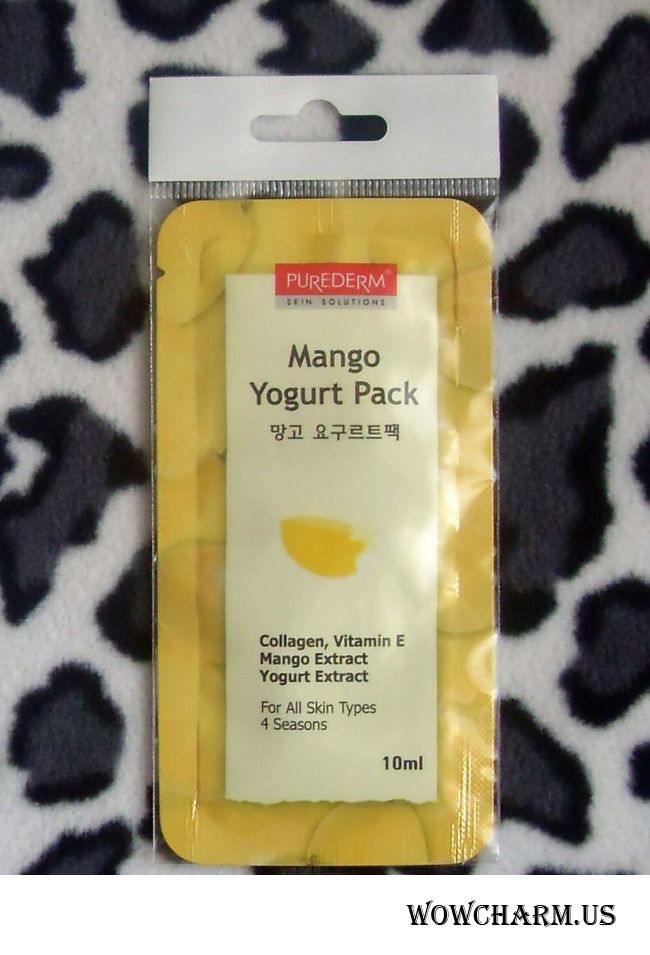 PUREDERM
SKIN SOLUTIONS
Mango
Yogurt Pack
망고 요구르트팩
Collagen, Vitamin E
Mango Extract
Yogurt Extract
For All Skin Types
4 Seasons
10ml
WOWCHARM.US